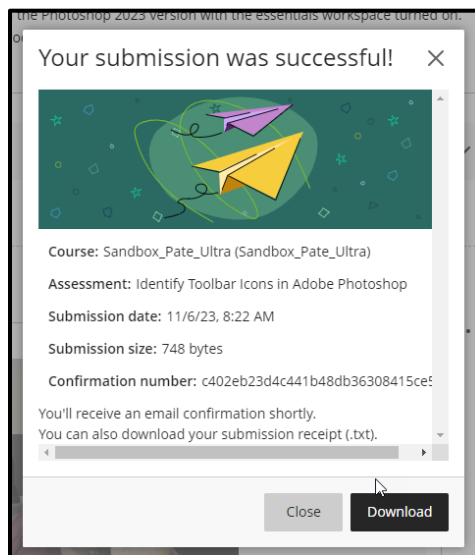 the Photoshop 2023 version with the essentials workspace turned on.
Your submission was successful!
Course: Sandbox_Pate_Ultra (Sandbox_Pate_Ultra)
Assessment: Identify Toolbar Icons in Adobe Photoshop
Submission date: 11/6/23, 8:22 AM
Submission size: 748 bytes
Confirmation number: c402eb23d4c441b48db36308415ce5
You'll receive an email confirmation shortly.
You can also download your submission receipt (.txt).
Close
Download